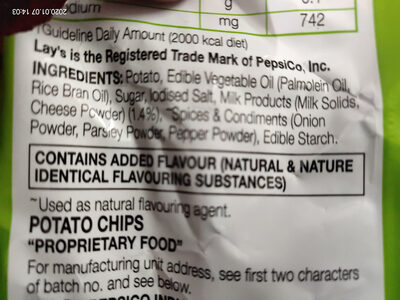 2020.01.07 14:03
dium
g
mg
742
†Guideline Daily Amount (2000 kcal diet)
Lay's is the Registered Trade Mark of PepsiCo, Inc.
INGREDIENTS: Potato, Edible Vegetable Oil (Palmolein Oil,
Rice Bran Oil), Sugar, Iodised Salt, Milk Products (Milk Solids,
Cheese Powder) (1.4%), ~Spices & Condiments (Onion
Powder, Parsley Powder, Pepper Powder), Edible Starch.
CONTAINS ADDED FLAVOUR (NATURAL & NATURE
IDENTICAL FLAVOURING SUBSTANCES)
~Used as natural flavouring agent.
POTATO CHIPS
“PROPRIETARY FOOD”
For manufacturing unit address, see first two characters
of batch no. and see below.